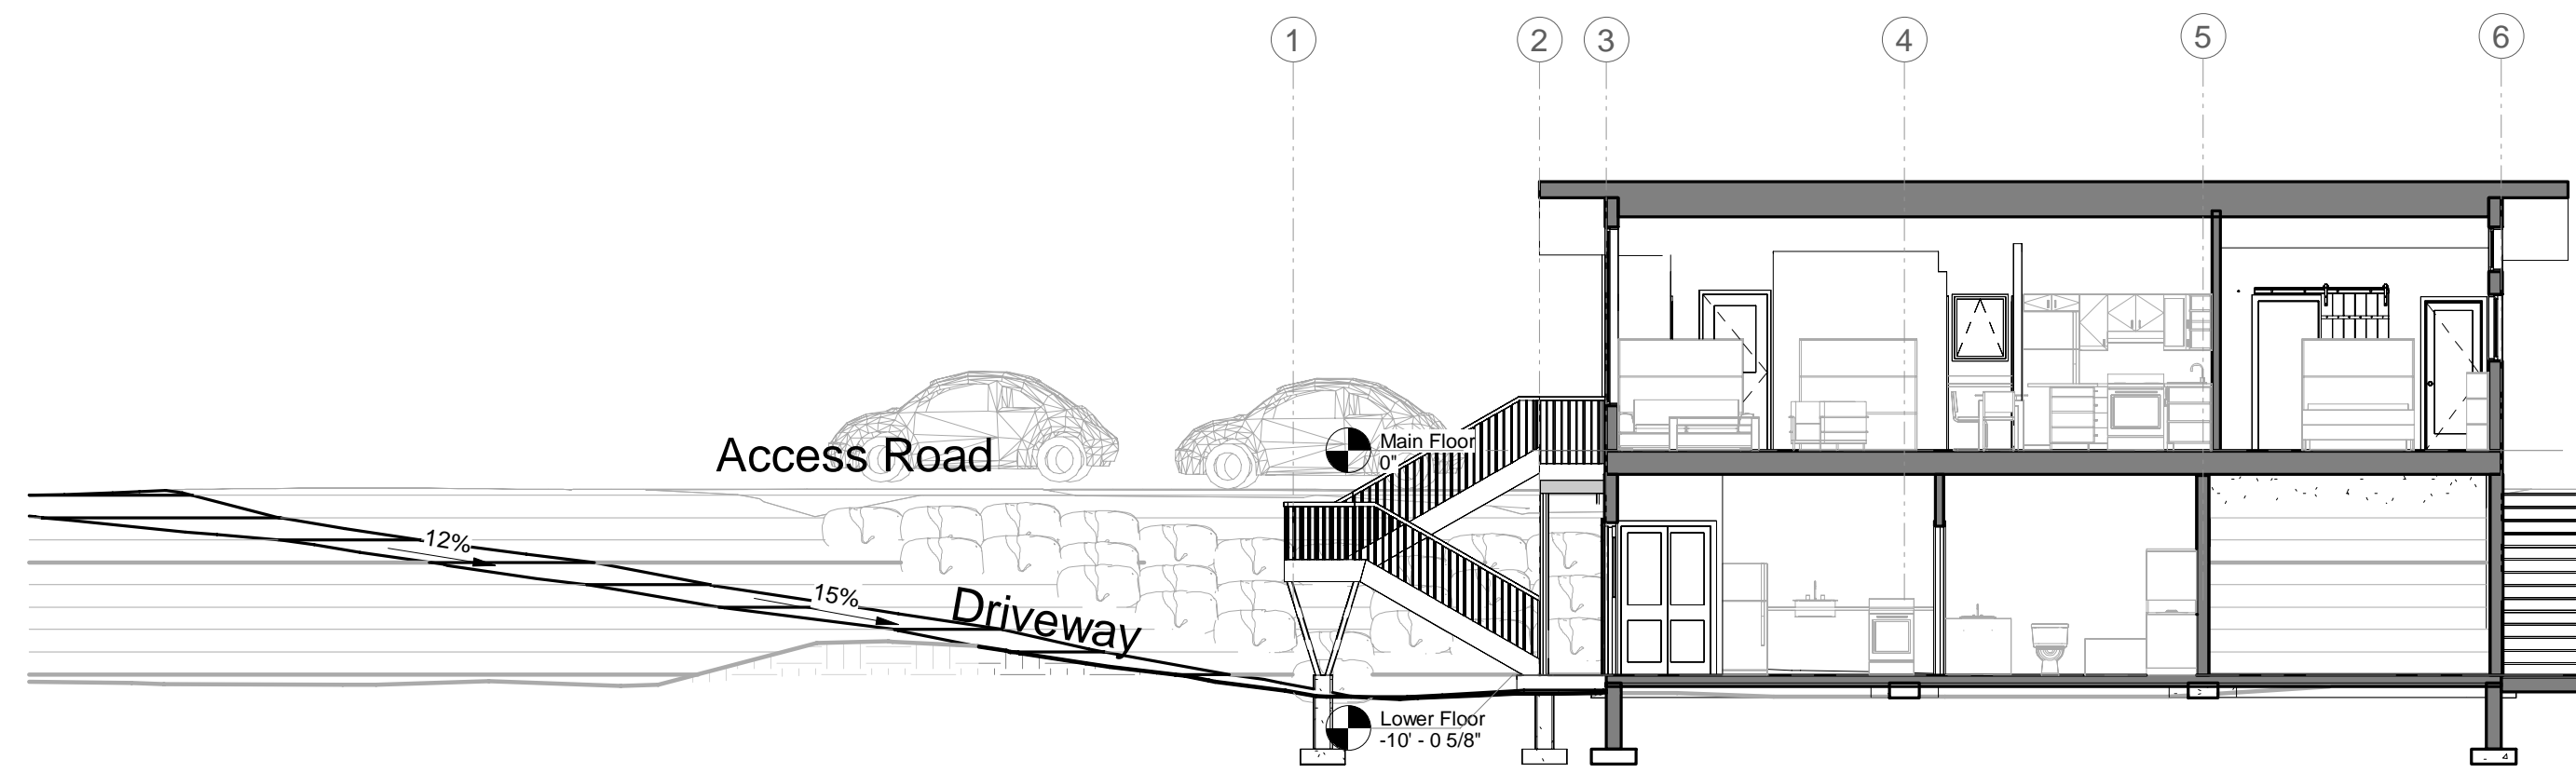 1
2
3
4
5
6
Main Floor
0"
Access Road
12%
15%
Driveway
Lower Floor
-10' - 0 5/8"